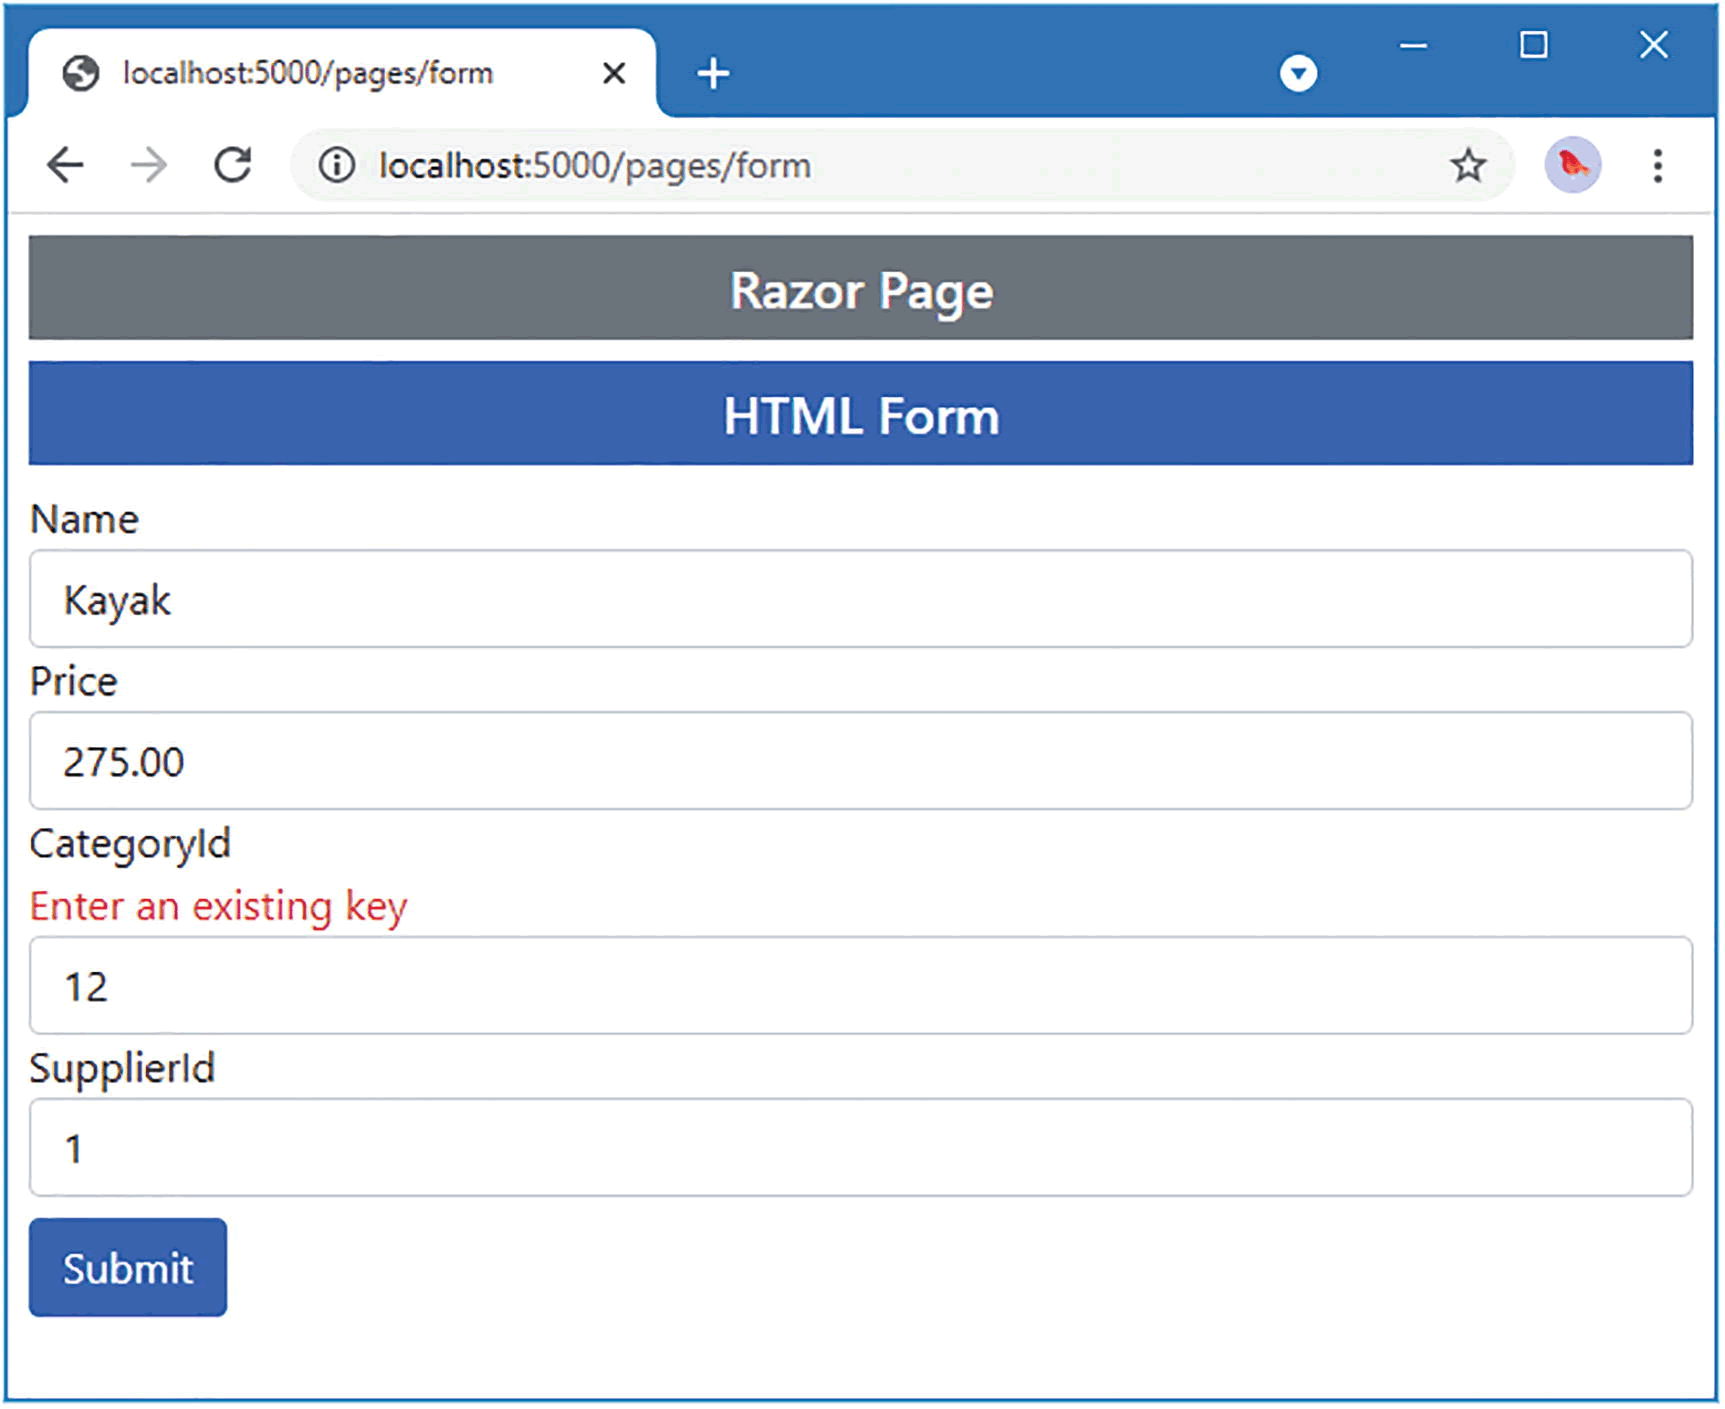 localhost:5000/pages/form
localhost:5000/pages/form
Razor Page
HTML Form
Name
Kayak
Price
275.00
CategoryId
Enter an existing key
12
SupplierId
1
Submit